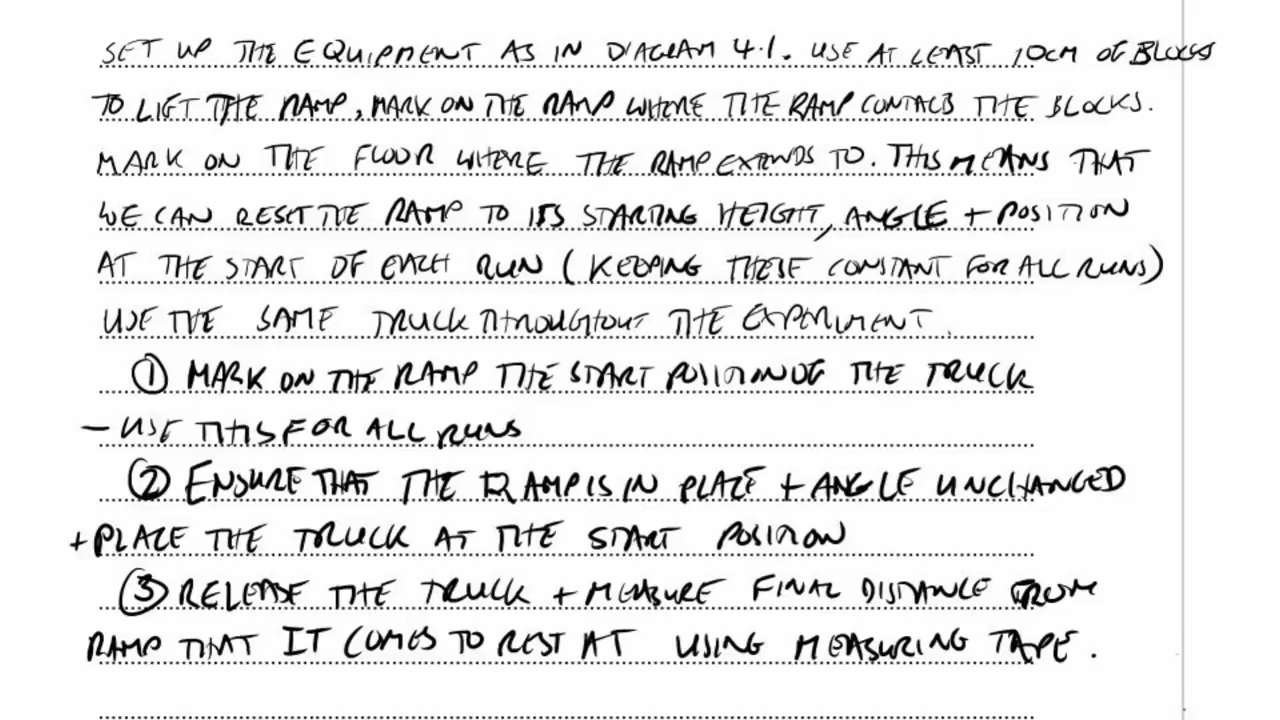 SET UP THE EQUIPMENT AS IN DIAGRAM 4.1. USE AT LEAST 10CM OF BLOCKS
TO LIFT THE RAMP, MARK ON THE RAMP WHERE THE RAMP CONTACTS THE BLOCKS.
MARK ON THE FLOOR WHERE THE RAMP EXTENDS TO. THIS MEANS THAT
WE CAN RESET THE RAMP TO ITS STARTING HEIGHT, ANGLE + POSITION
AT THE START OF EACH RUN (KEEPING THESE CONSTANT FOR ALL RUNS)
USE THE SAME TRUCK THROUGHOUT THE EXPERIMENT.
① MARK ON THE RAMP THE START POSITION OF THE TRUCK
- USE THIS FOR ALL RUNS
② ENSURE THAT THE RAMP IS IN PLACE + ANGLE UNCHANGED
+ PLACE THE TRUCK AT THE START POSITION
③ RELEASE THE TRUCK + MEASURE FINAL DISTANCE FROM
RAMP THAT IT COMES TO REST AT USING MEASURING TAPE.